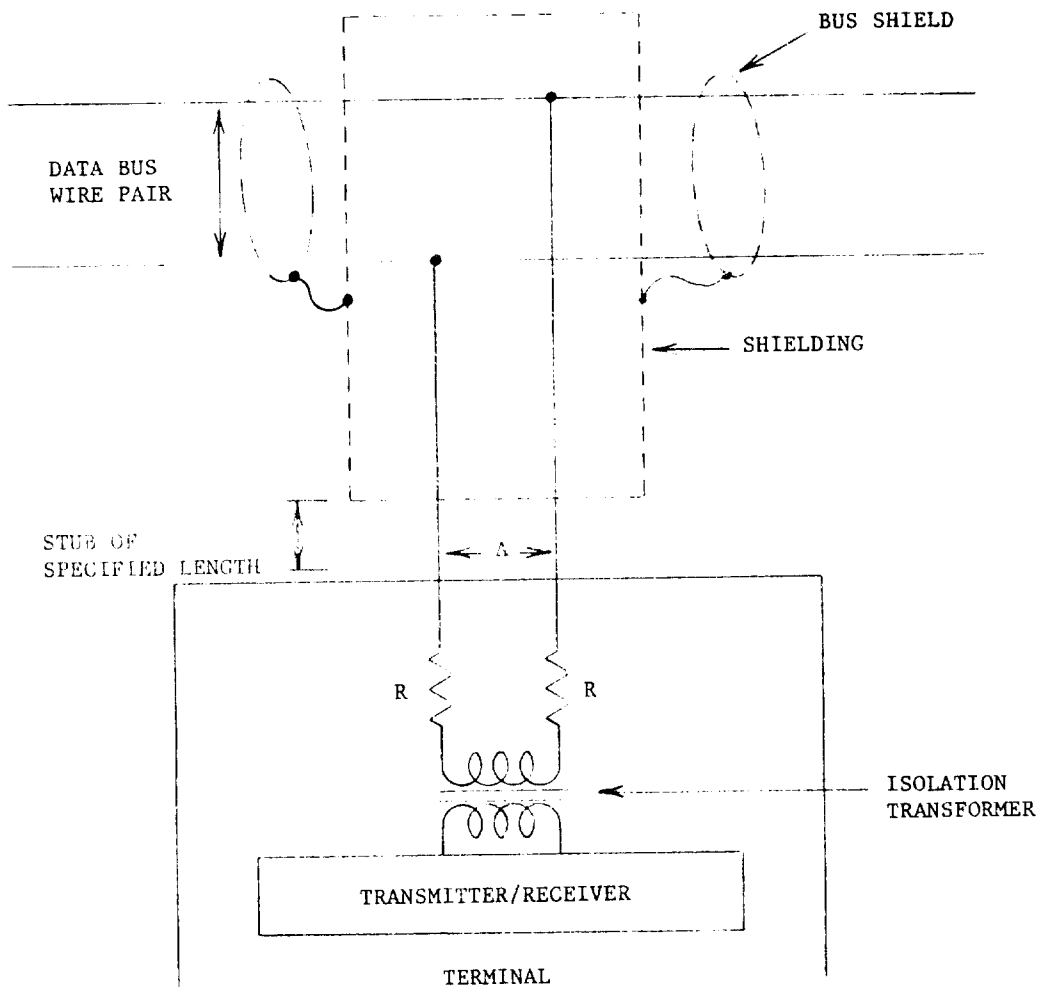 BUS SHIELD
DATA BUS
WIRE PAIR
SHIELDING
STUB OF
SPECIFIED LENGTH
A
R
R
ISOLATION
TRANSFORMER
TRANSMITTER/RECEIVER
TERMINAL